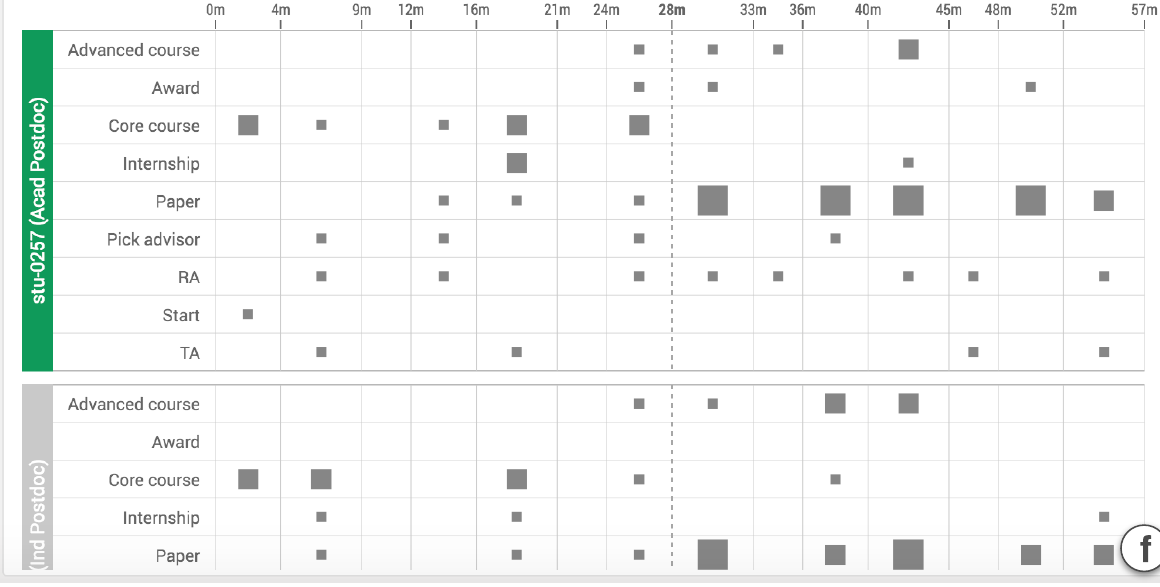 0m 4m 9m 12m 16m 21m 24m 28m 33m 36m 40m 45m 48m 52m 57m
stu-0257 (Acad Postdoc)
Advanced course
Award
Core course
Internship
Paper
Pick advisor
RA
Start
TA
(Ind Postdoc)
Advanced course
Award
Core course
Internship
Paper
f